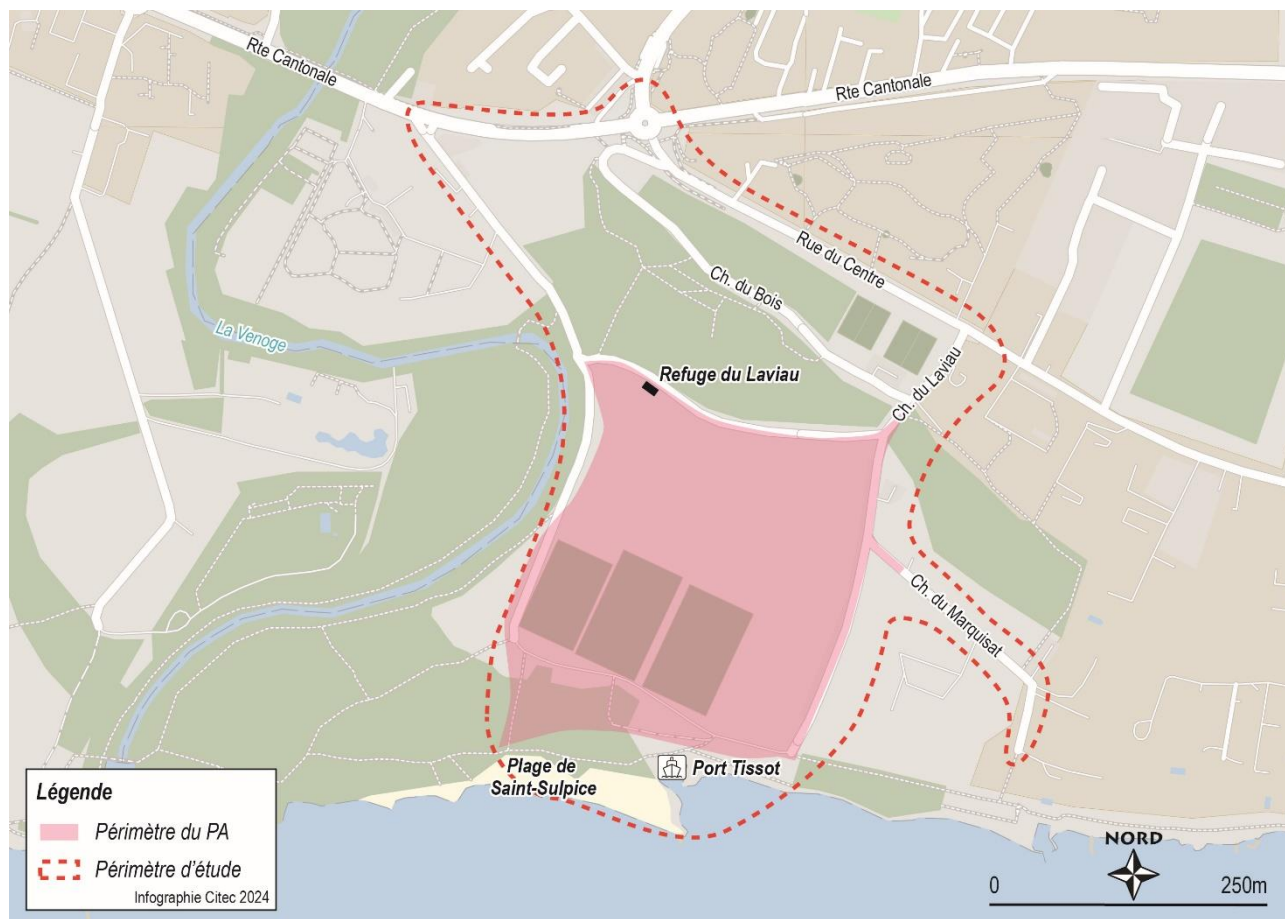 Rte Cantonale
Rte Cantonale
Rue du Centre
Ch. du Bois
La Venoge
Refuge du Laviau
Ch. du Laviau
Ch. du Marquisat
Plage de
Saint-Sulpice
Port Tissot
Légende
Périmètre du PA
Périmètre d'étude
Infographie Citec 2024
NORD
0 250m